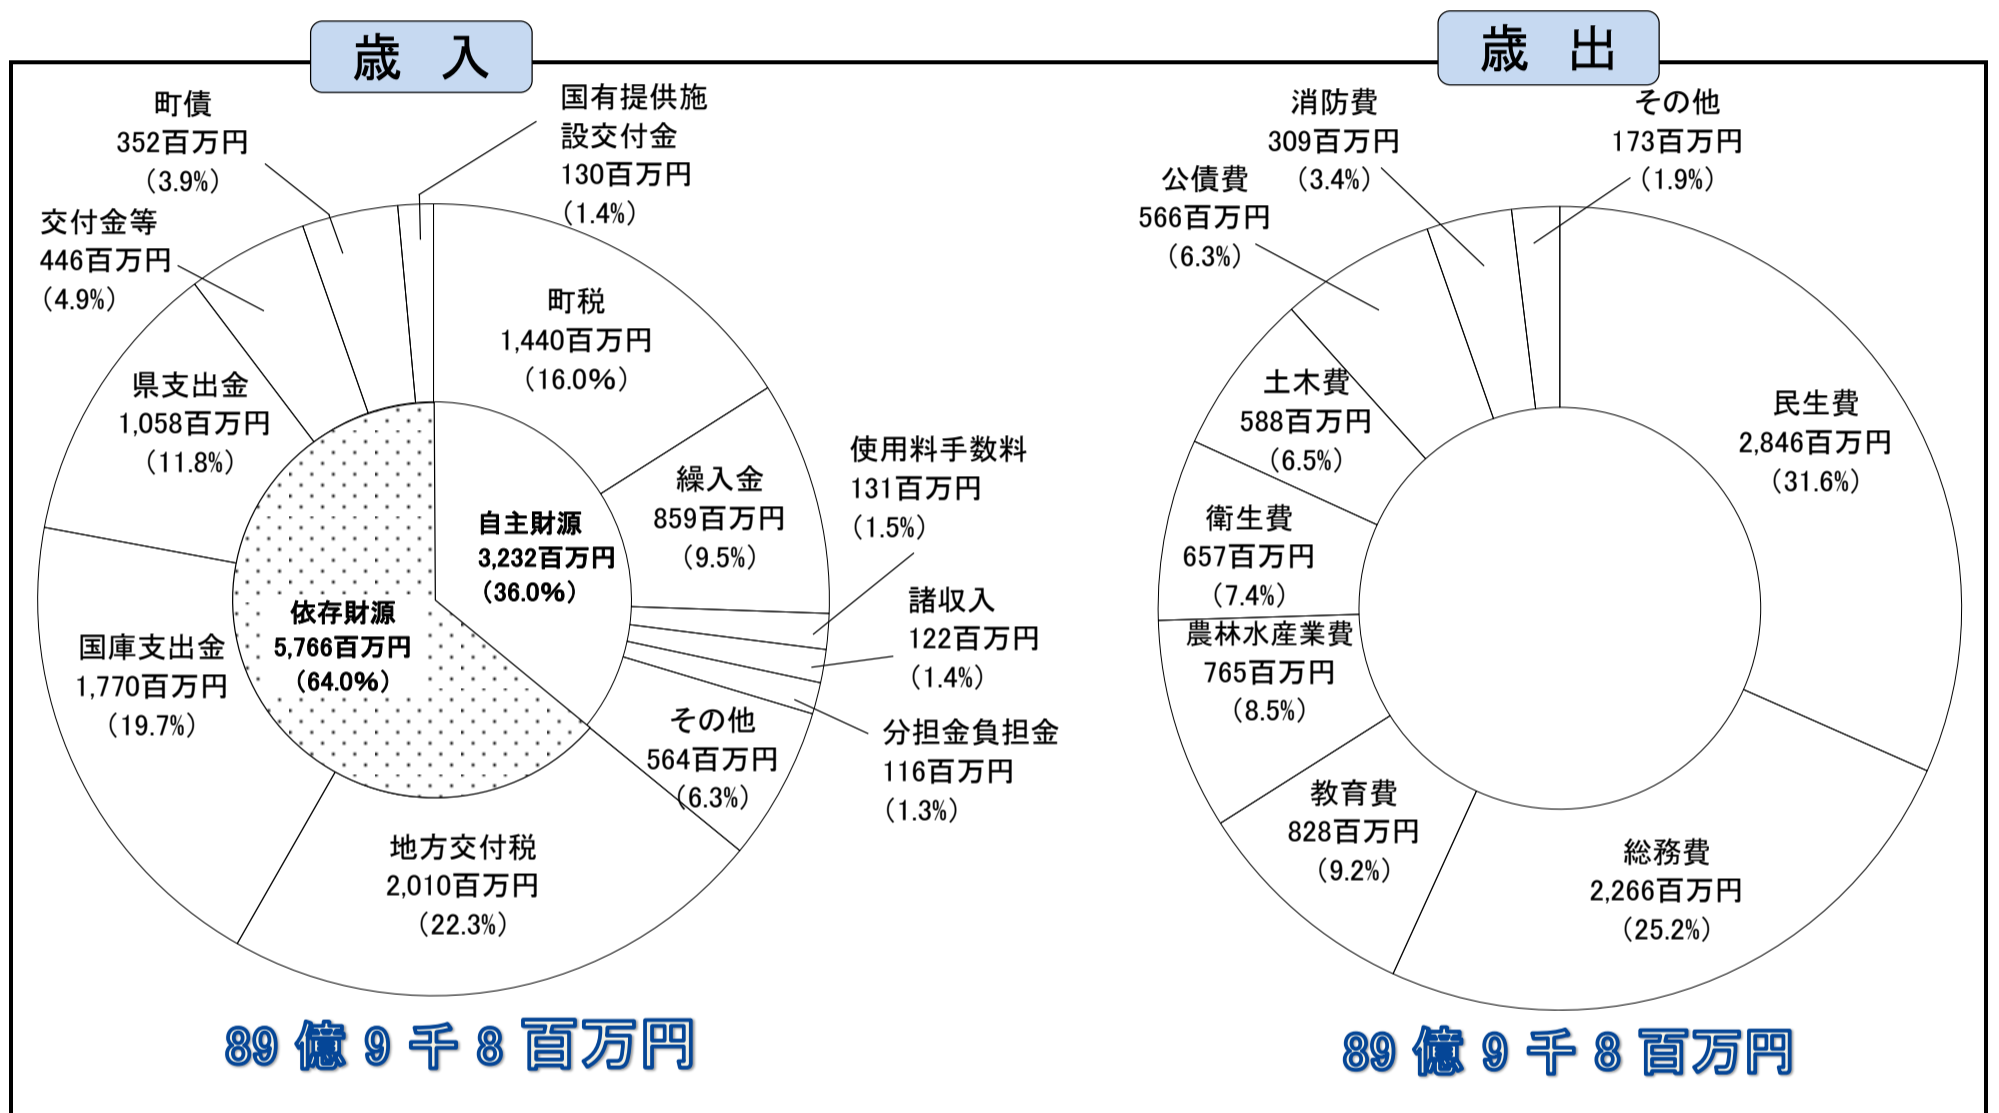 歳　入
町債
352百万円
（3.9%）
国有提供施
設交付金
130百万円
（1.4%）
交付金等
446百万円
（4.9%）
町税
1,440百万円
（16.0%）
県支出金
1,058百万円
（11.8%）
繰入金
859百万円
（9.5%）
使用料手数料
131百万円
（1.5%）
自主財源
3,232百万円
（36.0%）
諸収入
122百万円
（1.4%）
依存財源
5,766百万円
（64.0%）
国庫支出金
1,770百万円
（19.7%）
その他
564百万円
（6.3%）
分担金負担金
116百万円
（1.3%）
地方交付税
2,010百万円
（22.3%）
89 億 9 千 8 百万円
歳　出
消防費
309百万円
（3.4%）
その他
173百万円
（1.9%）
公債費
566百万円
（6.3%）
土木費
588百万円
（6.5%）
民生費
2,846百万円
（31.6%）
衛生費
657百万円
（7.4%）
農林水産業費
765百万円
（8.5%）
教育費
828百万円
（9.2%）
総務費
2,266百万円
（25.2%）
89 億 9 千 8 百万円